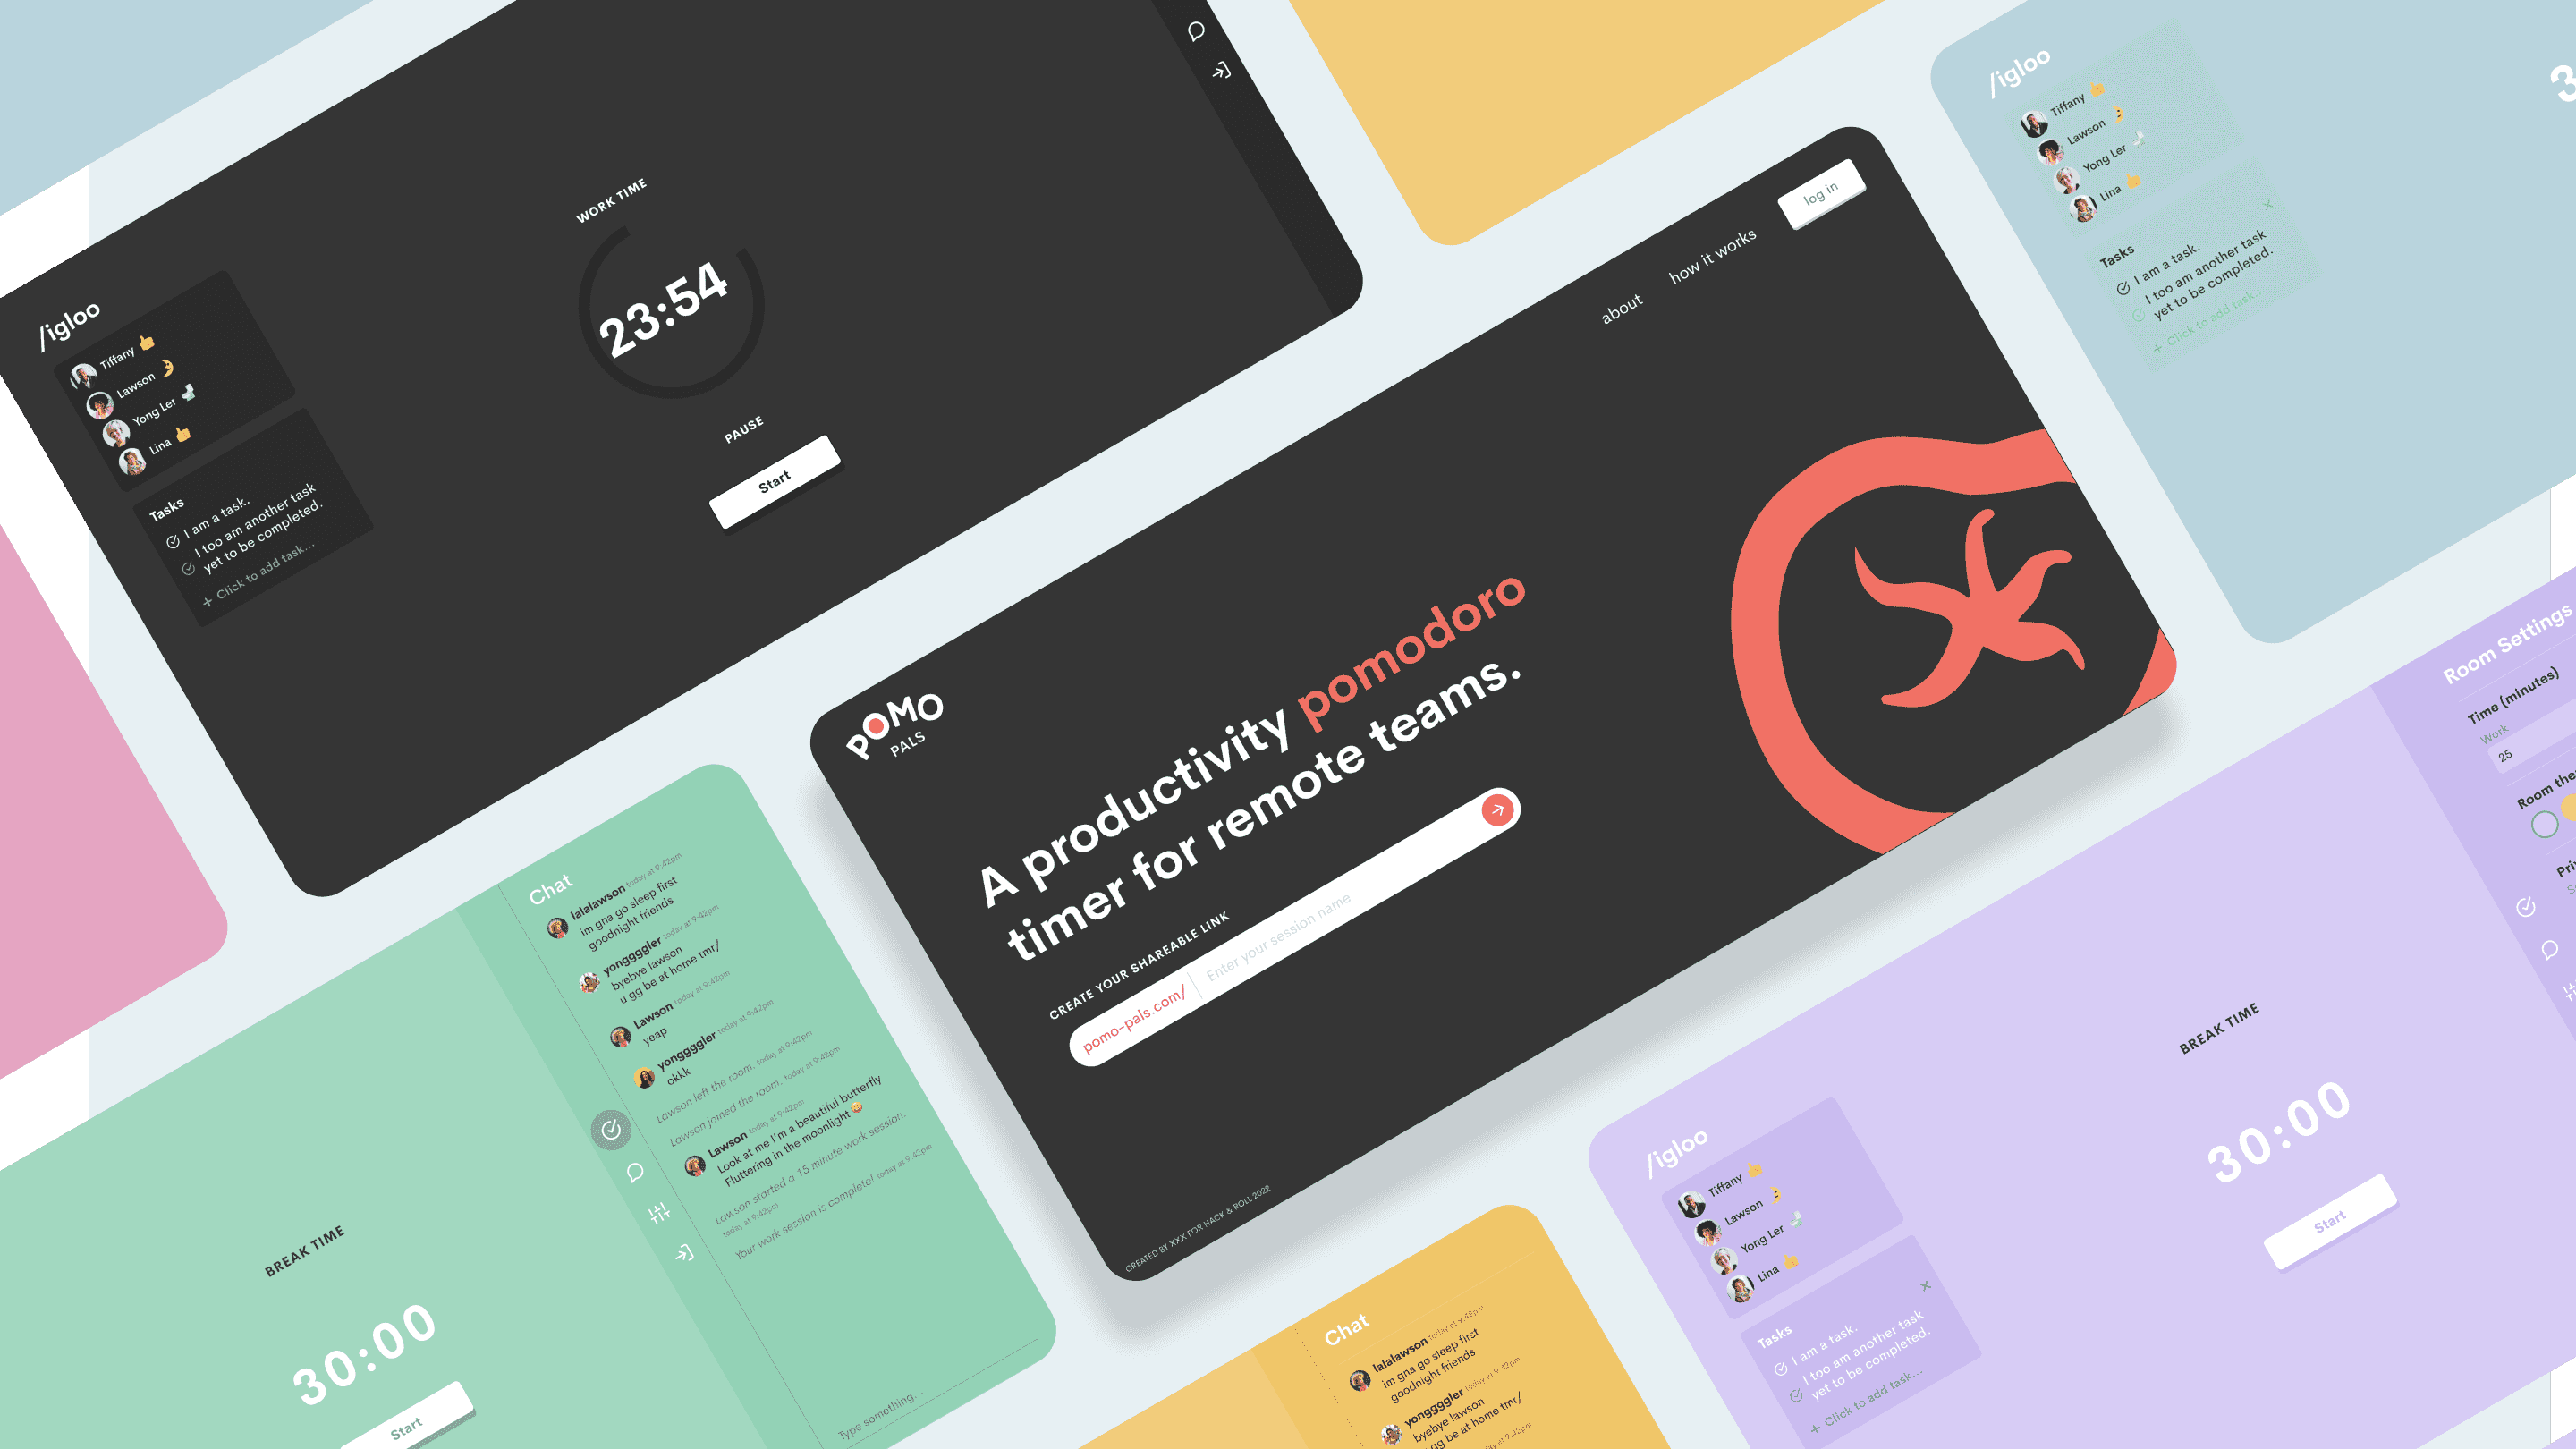 WORK TIME
23:54
PAUSE
Start
/igloo
Tiffany
Lawson
Yong Ler
Lina
Tasks
I am a task.
I too am another task
yet to be completed.
+ Click to add task...
log in
how it works
about
POMO
PALS
A productivity pomodoro
timer for remote teams.
CREATE YOUR SHAREABLE LINK
pomo-pals.com/
Enter your session name
CREATED BY XXX FOR HACK & ROLL 2022
/igloo
Tiffany
Lawson
Yong Ler
Lina
Tasks
I am a task.
I too am another task
yet to be completed.
+ Click to add task...
Chat
lalalawson today at 9:42pm
im gna go sleep first
goodnight friends
yonggggler today at 9:42pm
byebye lawson
u gg be at home tmr/
Lawson today at 9:42pm
yeap
yonggggler today at 9:42pm
okkk
Lawson left the room. today at 9:42pm
Lawson joined the room. today at 9:42pm
Lawson today at 9:42pm
Look at me I'm a beautiful butterfly
Fluttering in the moonlight
Lawson started a 15 minute work session.
today at 9:42pm
Your work session is complete! today at 9:42pm
Type something...
BREAK TIME
30:00
Start
Chat
lalalawson today at 9:42pm
im gna go sleep first
goodnight friends
yonggggler today at 9:42pm
byebye lawson
gg be at home tmr/
Room Settings
Time (minutes)
Work
25
Room the
BREAK TIME
30:00
Start
/igloo
Tiffany
Lawson
Yong Ler
Lina
Tasks
I am a task.
I too am another task
yet to be completed.
+ Click to add task...